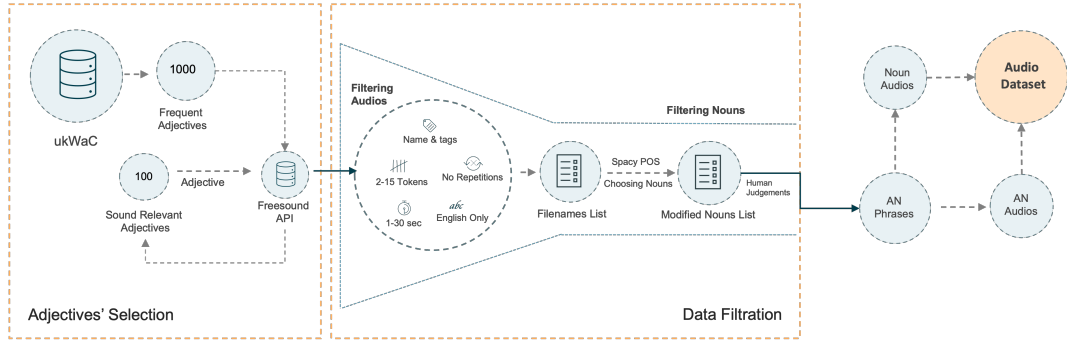 ukWaC
1000
Frequent
Adjectives
100
Sound Relevant
Adjectives
Adjective
Freesound
API
Adjectives' Selection
Filtering
Audios
Name & tags
2-15 Tokens
No Repetitions
1-30 sec
abc
English Only
Filenames List
Spacy POS
Choosing Nouns
Filtering Nouns
Modified Nouns List
Human
Judgements
Data Filtration
Noun
Audios
Audio
Dataset
AN
Phrases
AN
Audios